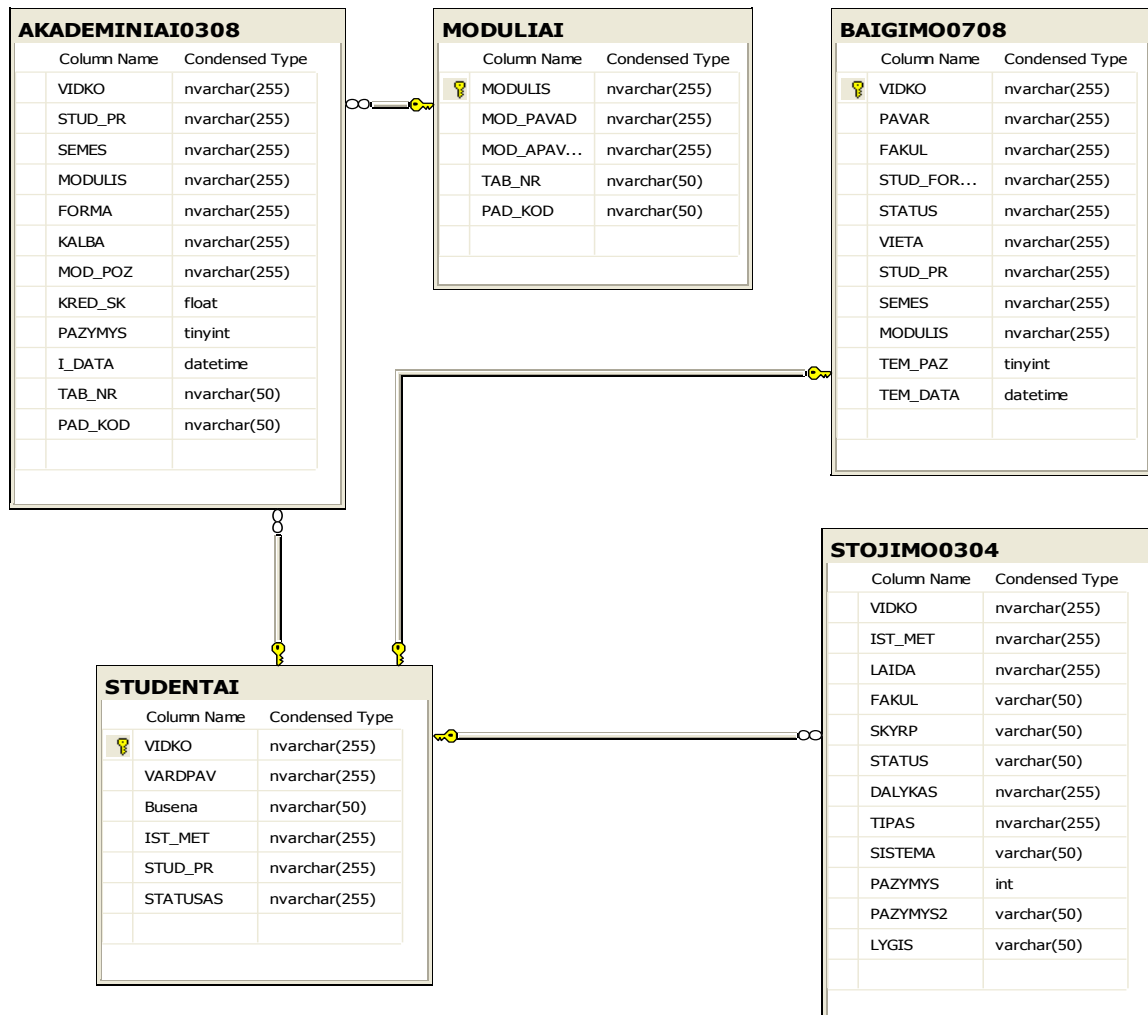 AKADEMINIAI0308
Column Name Condensed Type
VIDKO nvarchar(255)
STUD_PR nvarchar(255)
SEMES nvarchar(255)
MODULIS nvarchar(255)
FORMA nvarchar(255)
KALBA nvarchar(255)
MOD_POZ nvarchar(255)
KRED_SK float
PAZYMYS tinyint
I_DATA datetime
TAB_NR nvarchar(50)
PAD_KOD nvarchar(50)
MODULIAI
Column Name Condensed Type
MODULIS nvarchar(255)
MOD_PAVAD nvarchar(255)
MOD_APAV... nvarchar(255)
TAB_NR nvarchar(50)
PAD_KOD nvarchar(50)
BAIGIMO0708
Column Name Condensed Type
VIDKO nvarchar(255)
PAVAR nvarchar(255)
FAKUL nvarchar(255)
STUD_FOR... nvarchar(255)
STATUS nvarchar(255)
VIETA nvarchar(255)
STUD_PR nvarchar(255)
SEMES nvarchar(255)
MODULIS nvarchar(255)
TEM_PAZ tinyint
TEM_DATA datetime
STUDENTAI
Column Name Condensed Type
VIDKO nvarchar(255)
VARDPAV nvarchar(255)
Busena nvarchar(50)
IST_MET nvarchar(255)
STUD_PR nvarchar(255)
STATUSAS nvarchar(255)
STOJIMO0304
Column Name Condensed Type
VIDKO nvarchar(255)
IST_MET nvarchar(255)
LAIDA nvarchar(255)
FAKUL varchar(50)
SKYRP varchar(50)
STATUS varchar(50)
DALYKAS nvarchar(255)
TIPAS nvarchar(255)
SISTEMA varchar(50)
PAZYMYS int
PAZYMYS2 varchar(50)
LYGIS varchar(50)